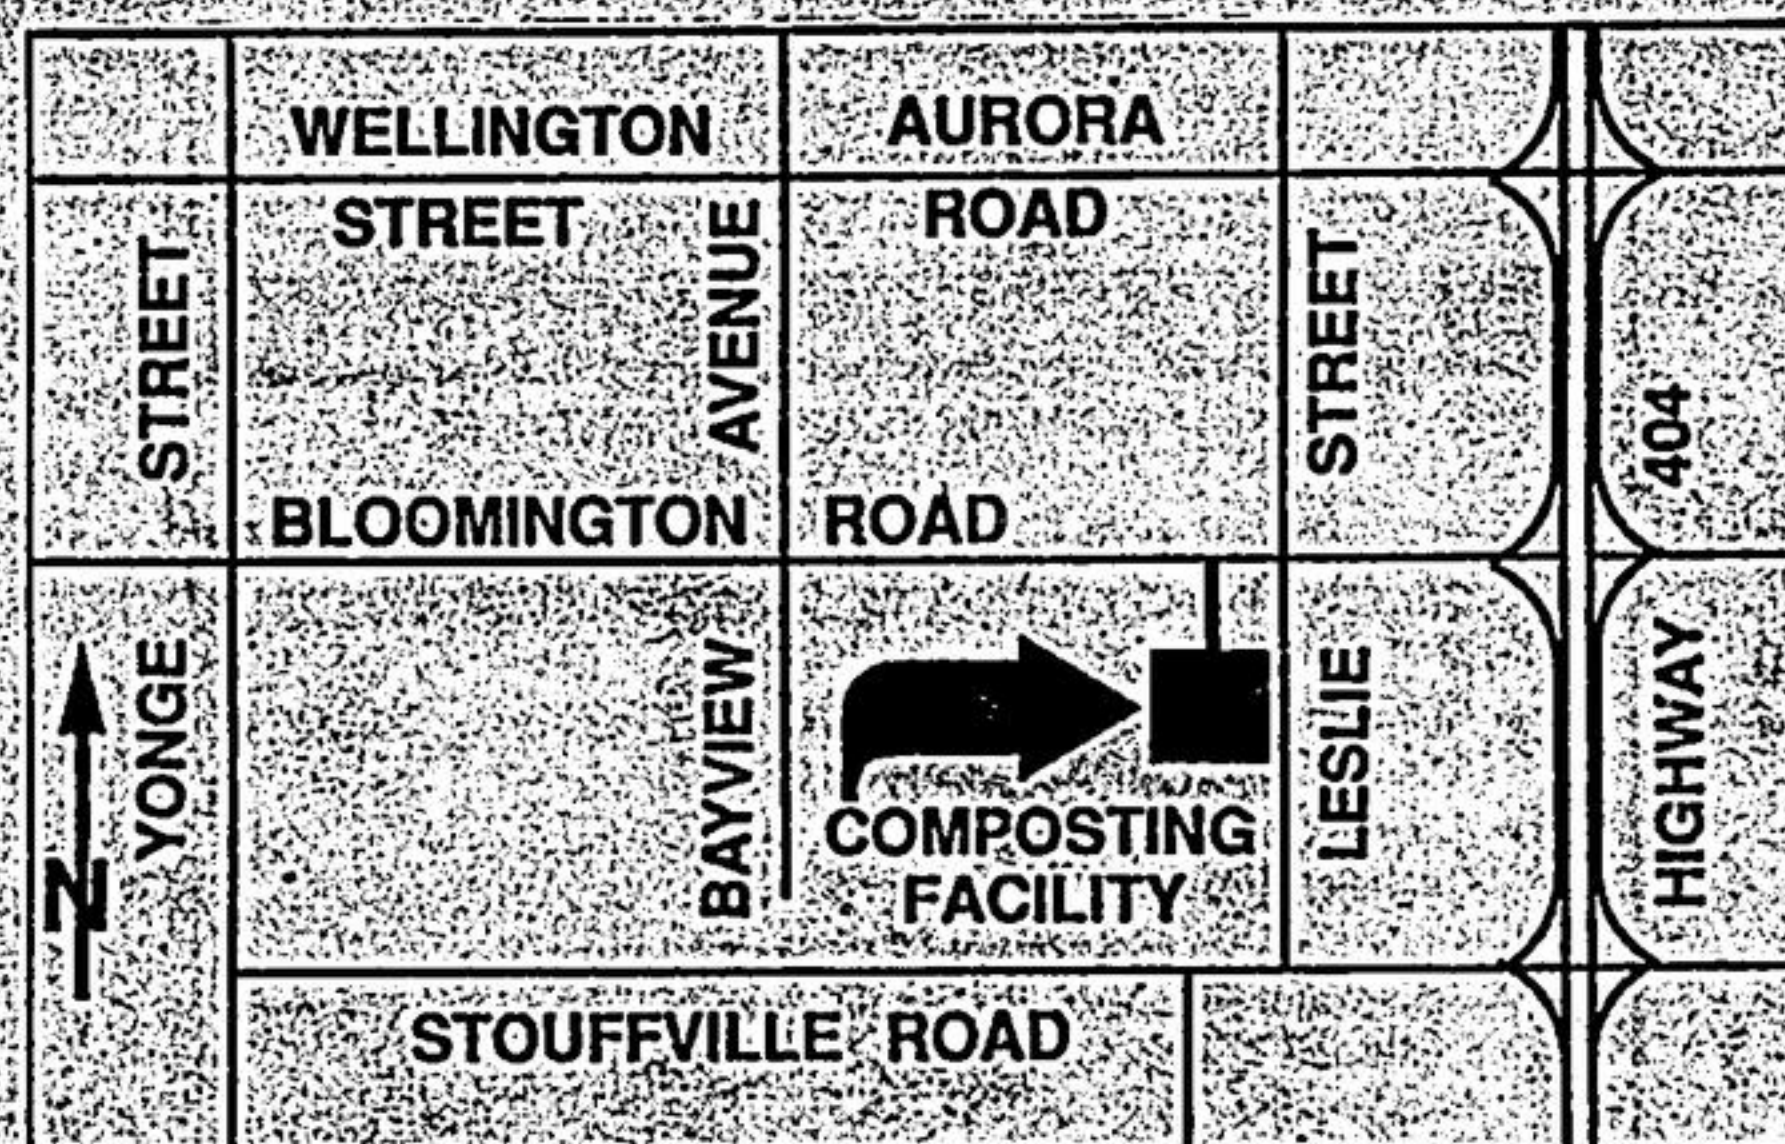 WELLINGTON
STREET
AURORA
ROAD
YONGE STREET
BAYVIEW AVENUE
LESLIE STREET
HIGHWAY 404
BLOOMINGTON ROAD
COMPOSTING
FACILITY
N
STOUFFVILLE ROAD